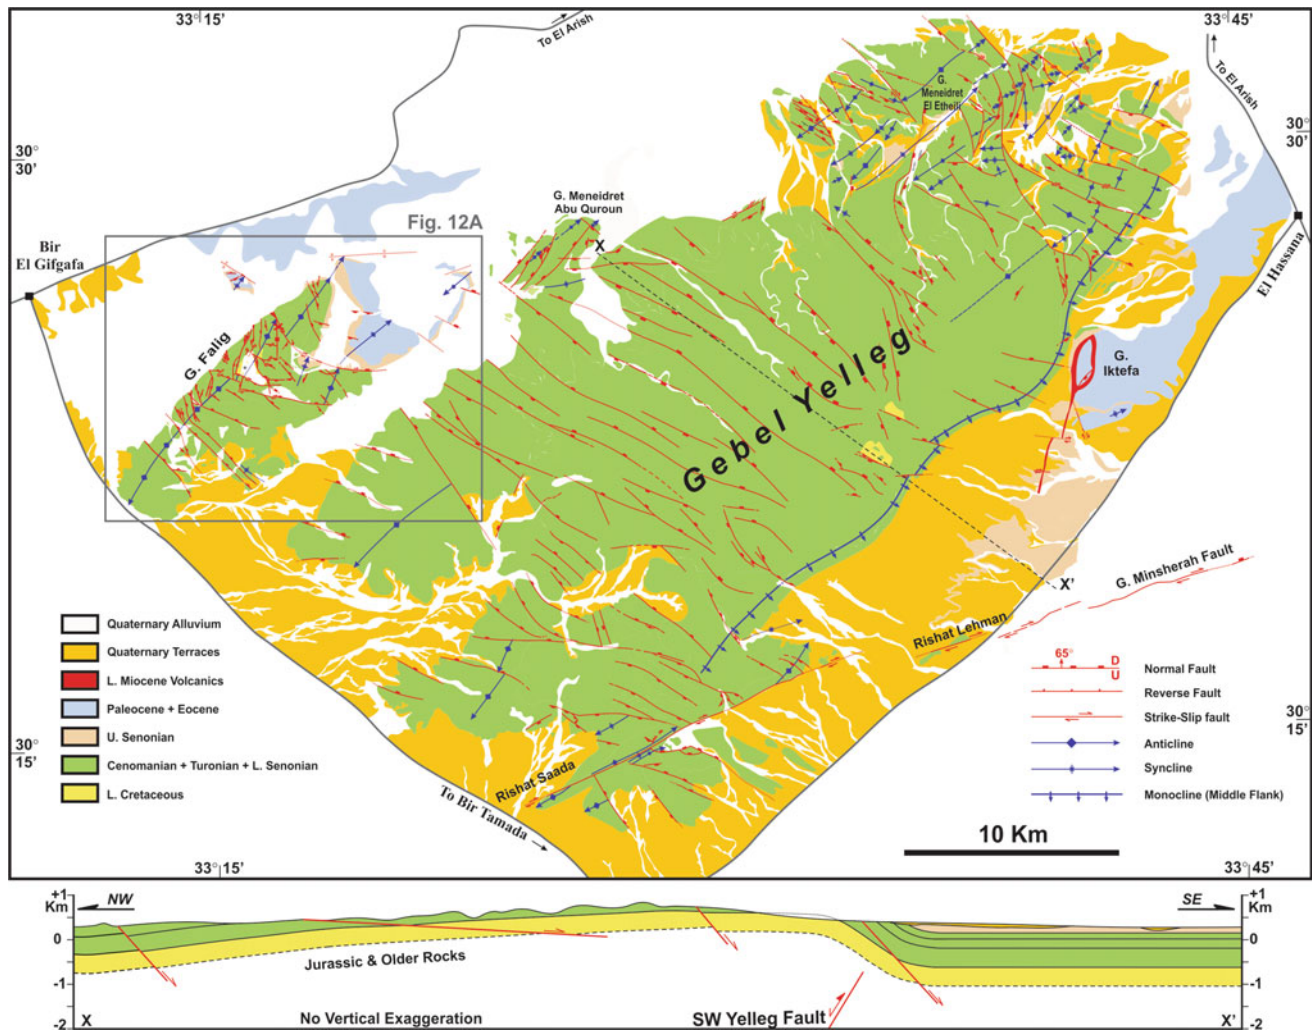 33° 15'
33° 45'
To El Arish
To El Arish
G.
Meneidret
El Etheili
30°
30'
30°
30'
G. Meneidret
Abu Quroun
Fig. 12A
X
Bir
El Gifgafa
El Hassana
G. Falig
G.
Iktefa
Gebel Yelleg
X'
G. Minsherah Fault
Rishat Lehman
Quaternary Alluvium
Quaternary Terraces
L. Miocene Volcanics
Paleocene + Eocene
U. Senonian
Cenomanian + Turonian + L. Senonian
L. Cretaceous
65°
D
U
Normal Fault
Reverse Fault
Strike-Slip fault
Anticline
Syncline
Monocline (Middle Flank)
30°
15'
30°
15'
Rishat Saada
To Bir Tamada
10 Km
33° 15'
33° 45'
+1
Km
NW
SE
+1
Km
0
0
Jurassic & Older Rocks
-1
-1
SW Yelleg Fault
-2
X
No Vertical Exaggeration
X'
-2